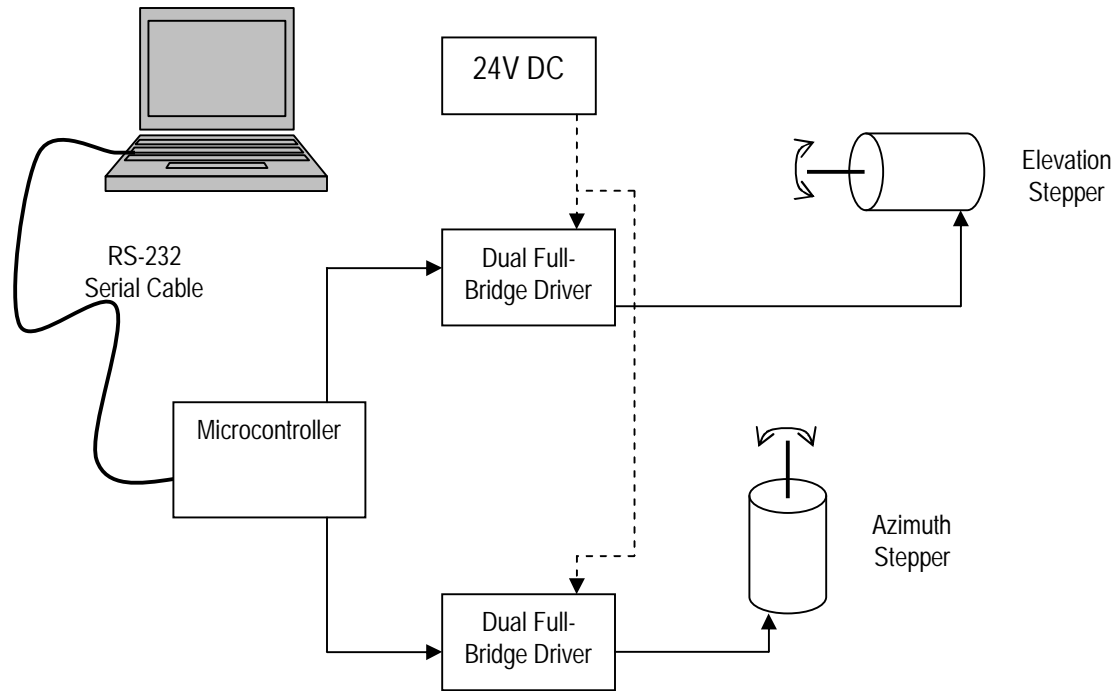 24V DC
Elevation
Stepper
RS-232
Serial Cable
Dual Full-
Bridge Driver
Microcontroller
Azimuth
Stepper
Dual Full-
Bridge Driver